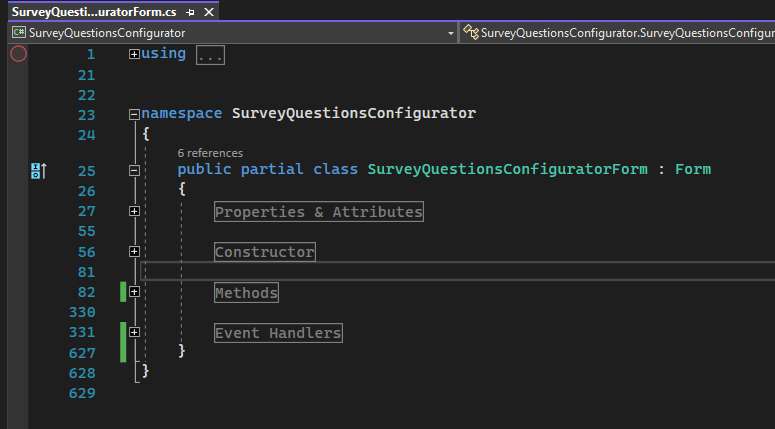 SurveyQuesti...uratorForm.cs
C# SurveyQuestionsConfigurator SurveyQuestionsConfigurator.SurveyQuestionsConfigur
1 using ...
21
22
23 namespace SurveyQuestionsConfigurator
24 {
6 references
25 public partial class SurveyQuestionsConfiguratorForm : Form
26 {
27 Properties & Attributes
55
56 Constructor
81
82 Methods
330
331 Event Handlers
627 }
628 }
629